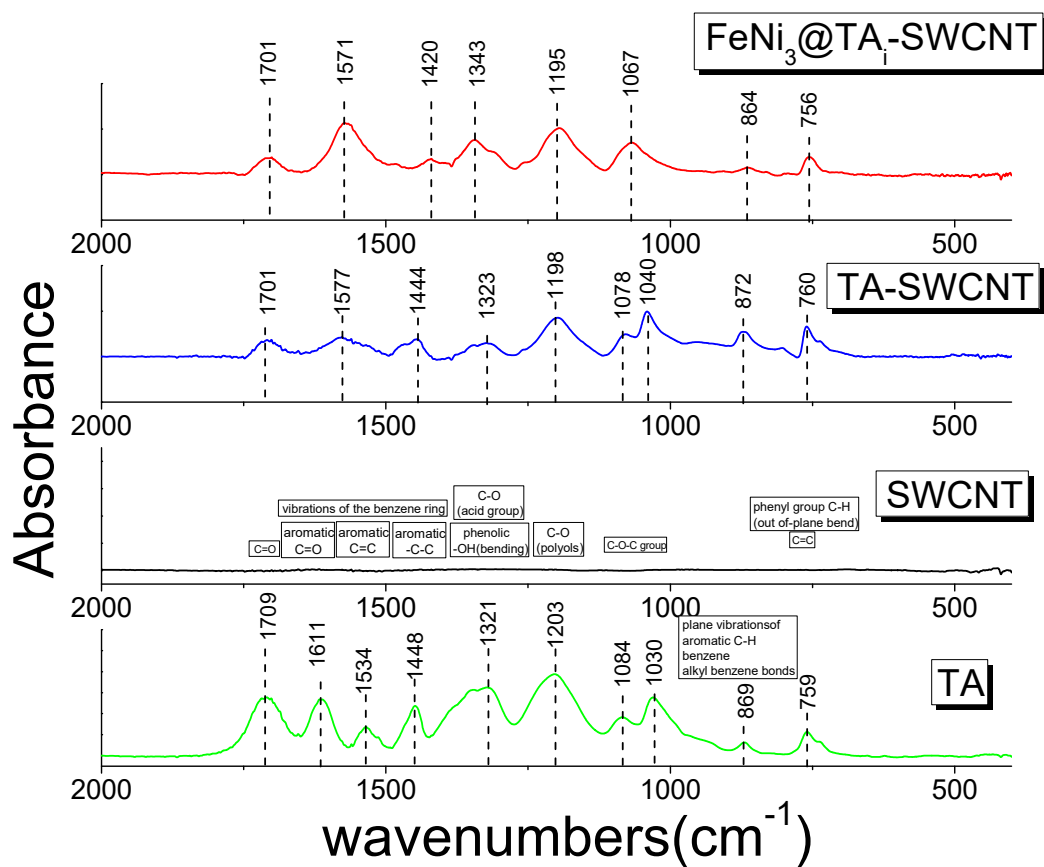 FeNi3@TAi-SWCNT
1701
1571
1420
1343
1195
1067
864
756
2000
1500
1000
500
TA-SWCNT
1701
1577
1444
1323
1198
1078
1040
872
760
2000
1500
1000
500
Absorbance
SWCNT
C-O
(acid group)
vibrations of the benzene ring
C=O
aromatic
C=O
aromatic
C=C
aromatic
-C-C
phenolic
-OH(bending)
C-O
(polyols)
C-O-C group
phenyl group C-H
(out of-plane bend)
C=C
2000
1500
1000
500
TA
1709
1611
1534
1448
1321
1203
1084
1030
plane vibrationsof
aromatic C-H
benzene
alkyl benzene bonds
869
759
2000
1500
1000
500
wavenumbers(cm-1)